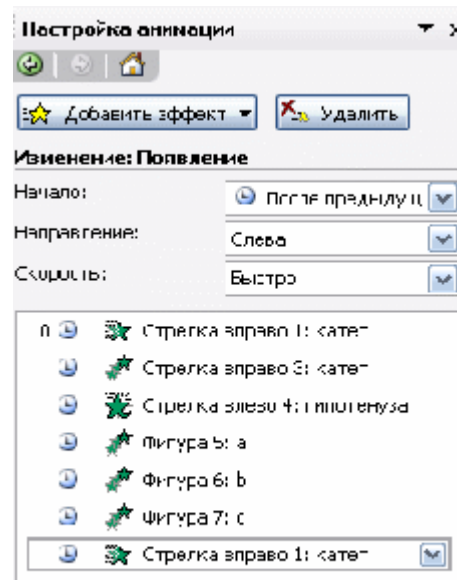 Настройка анимации
Добавить эффект
Удалить
Изменение: Появление
Начало:
После предыдущ
Направление:
Слева
Скорость:
Быстро
0 Стрелка вправо 1: катет
Стрелка вправо 3: катет
Стрелка влево 4: гипотенуза
Фигура 5: a
Фигура 6: b
Фигура 7: c
Стрелка вправо 1: катет